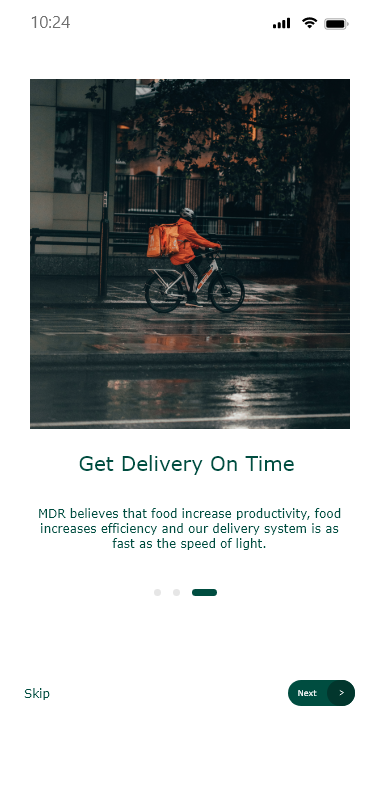 10:24
Get Delivery On Time
MDR believes that food increase productivity, food
increases efficiency and our delivery system is as
fast as the speed of light.
Skip
Next >